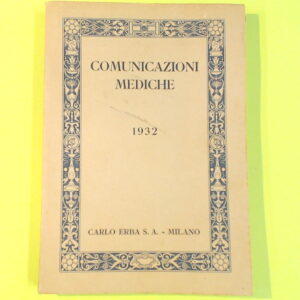 COMUNICAZIONI
MEDICHE
1932
CARLO ERBA S. A. - MILANO